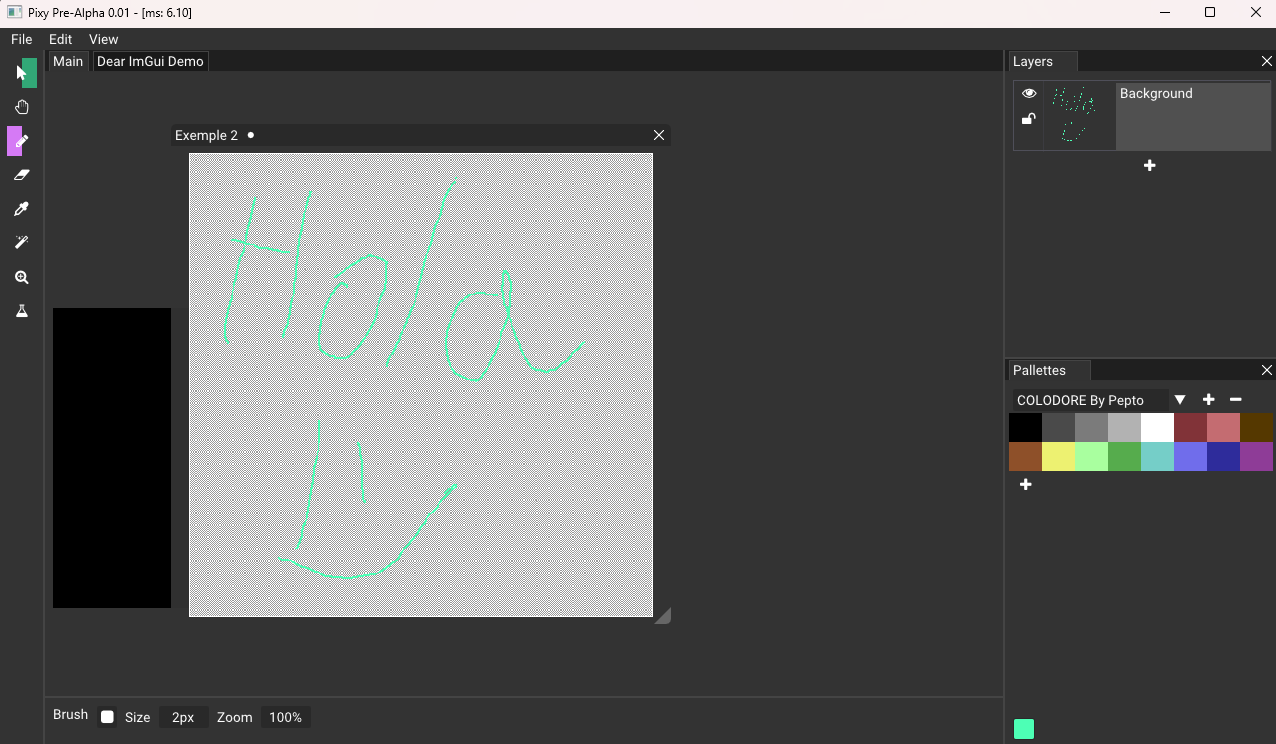 Pixy Pre-Alpha 0.01 - [ms: 6.10]
File Edit View
Main Dear ImGui Demo
Exemple 2
Hola
Layers
Background
Pallettes
COLODORE By Pepto
Brush Size 2px Zoom 100%